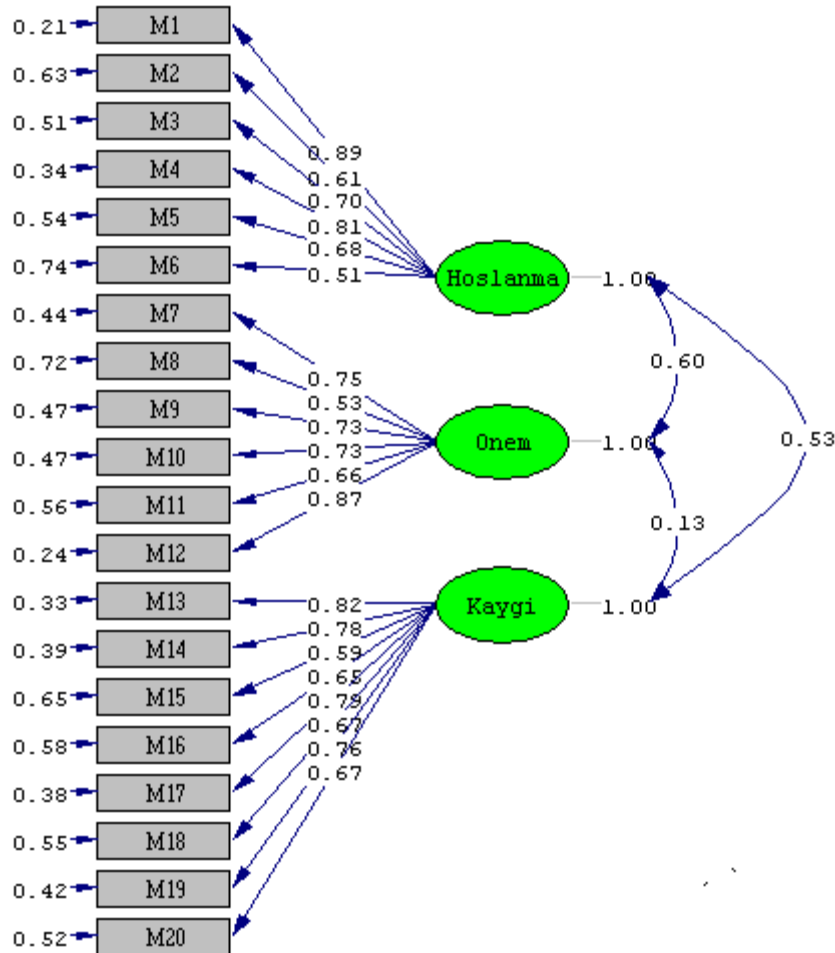 0.21 M1
0.63 M2
0.51 M3
0.34 M4
0.54 M5
0.74 M6
0.44 M7
0.72 M8
0.47 M9
0.47 M10
0.56 M11
0.24 M12
0.33 M13
0.39 M14
0.65 M15
0.58 M16
0.38 M17
0.55 M18
0.42 M19
0.52 M20
0.89
0.61
0.70
0.81
0.68
0.51
0.75
0.53
0.73
0.73
0.66
0.87
0.82
0.78
0.59
0.65
0.79
0.67
0.76
0.67
Hoslanma 1.00
Onem 1.00
Kaygi 1.00
0.60
0.13
0.53